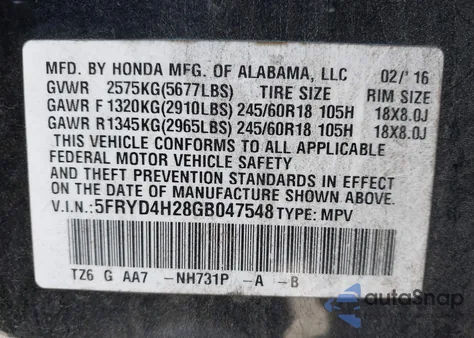 MFD. BY HONDA MFG. OF ALABAMA, LLC 02/'16
GVWR 2575KG(5677LBS) TIRE SIZE RIM SIZE
GAWR F 1320KG(2910LBS) 245/60R18 105H 18X8.0J
GAWR R1345KG(2965LBS) 245/60R18 105H 18X8.0J
THIS VEHICLE CONFORMS TO ALL APPLICABLE
FEDERAL MOTOR VEHICLE SAFETY
AND THEFT PREVENTION STANDARDS IN EFFECT
ON THE DATE OF MANUFACTURE SHOWN ABOVE.
V.I.N.:5FRYD4H28GB047548 TYPE: MPV
TZ6 G AA7 -NH731P -A -B
autoSnap